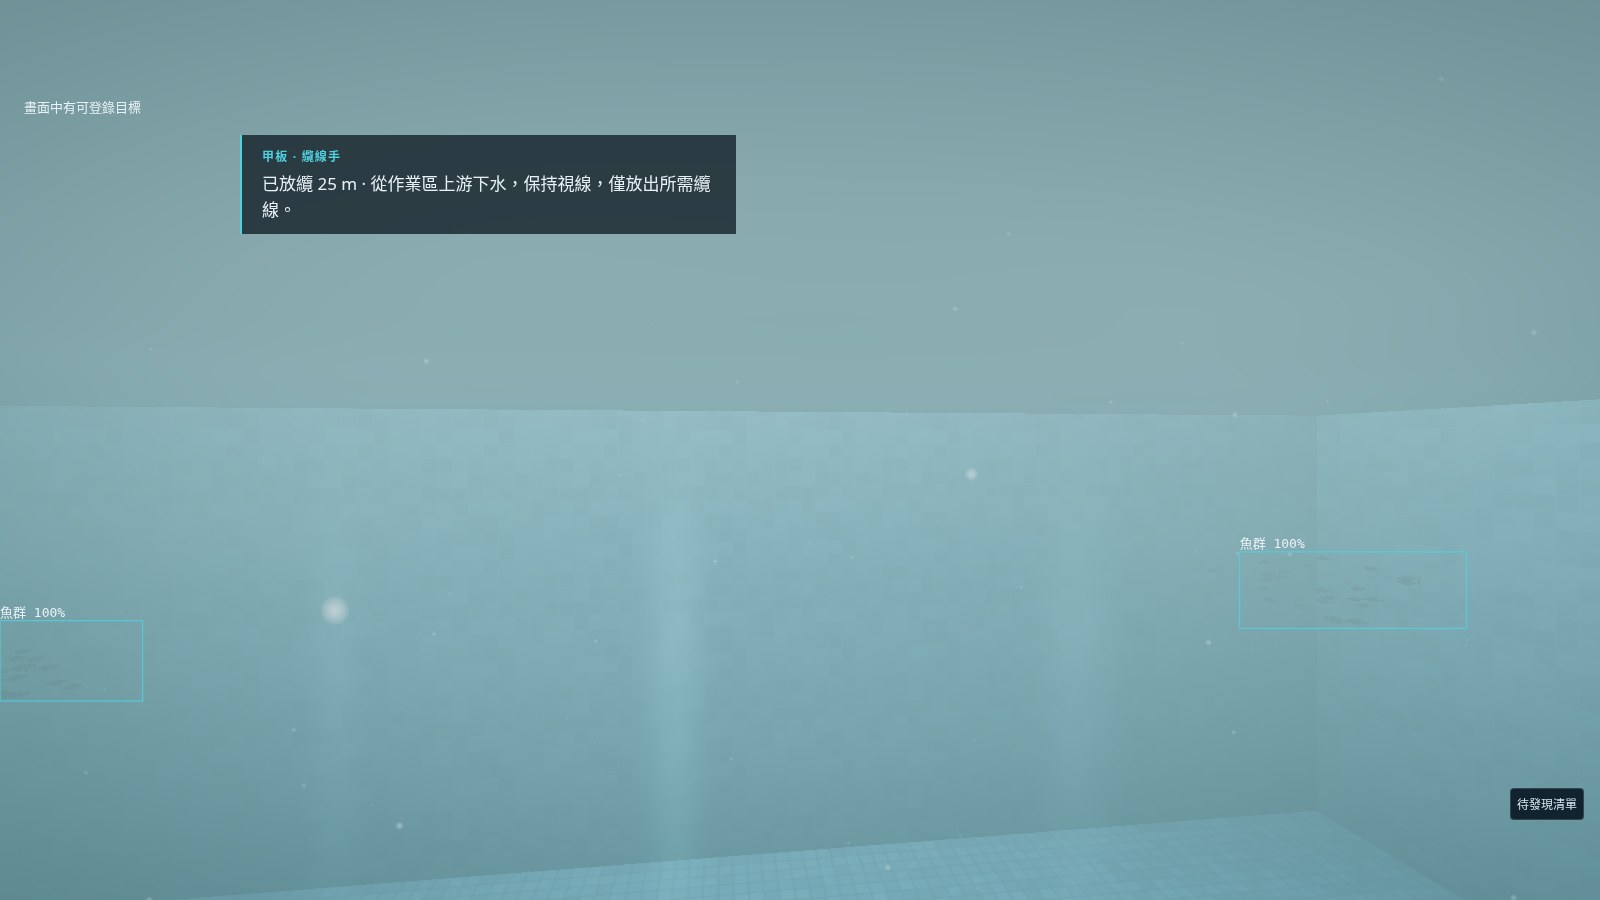 畫面中有可登錄目標
甲板 · 纜線手
已放纜 25 m · 從作業區上游下水，保持視線，僅放出所需纜
線。
魚群 100%
魚群 100%
待發現清單